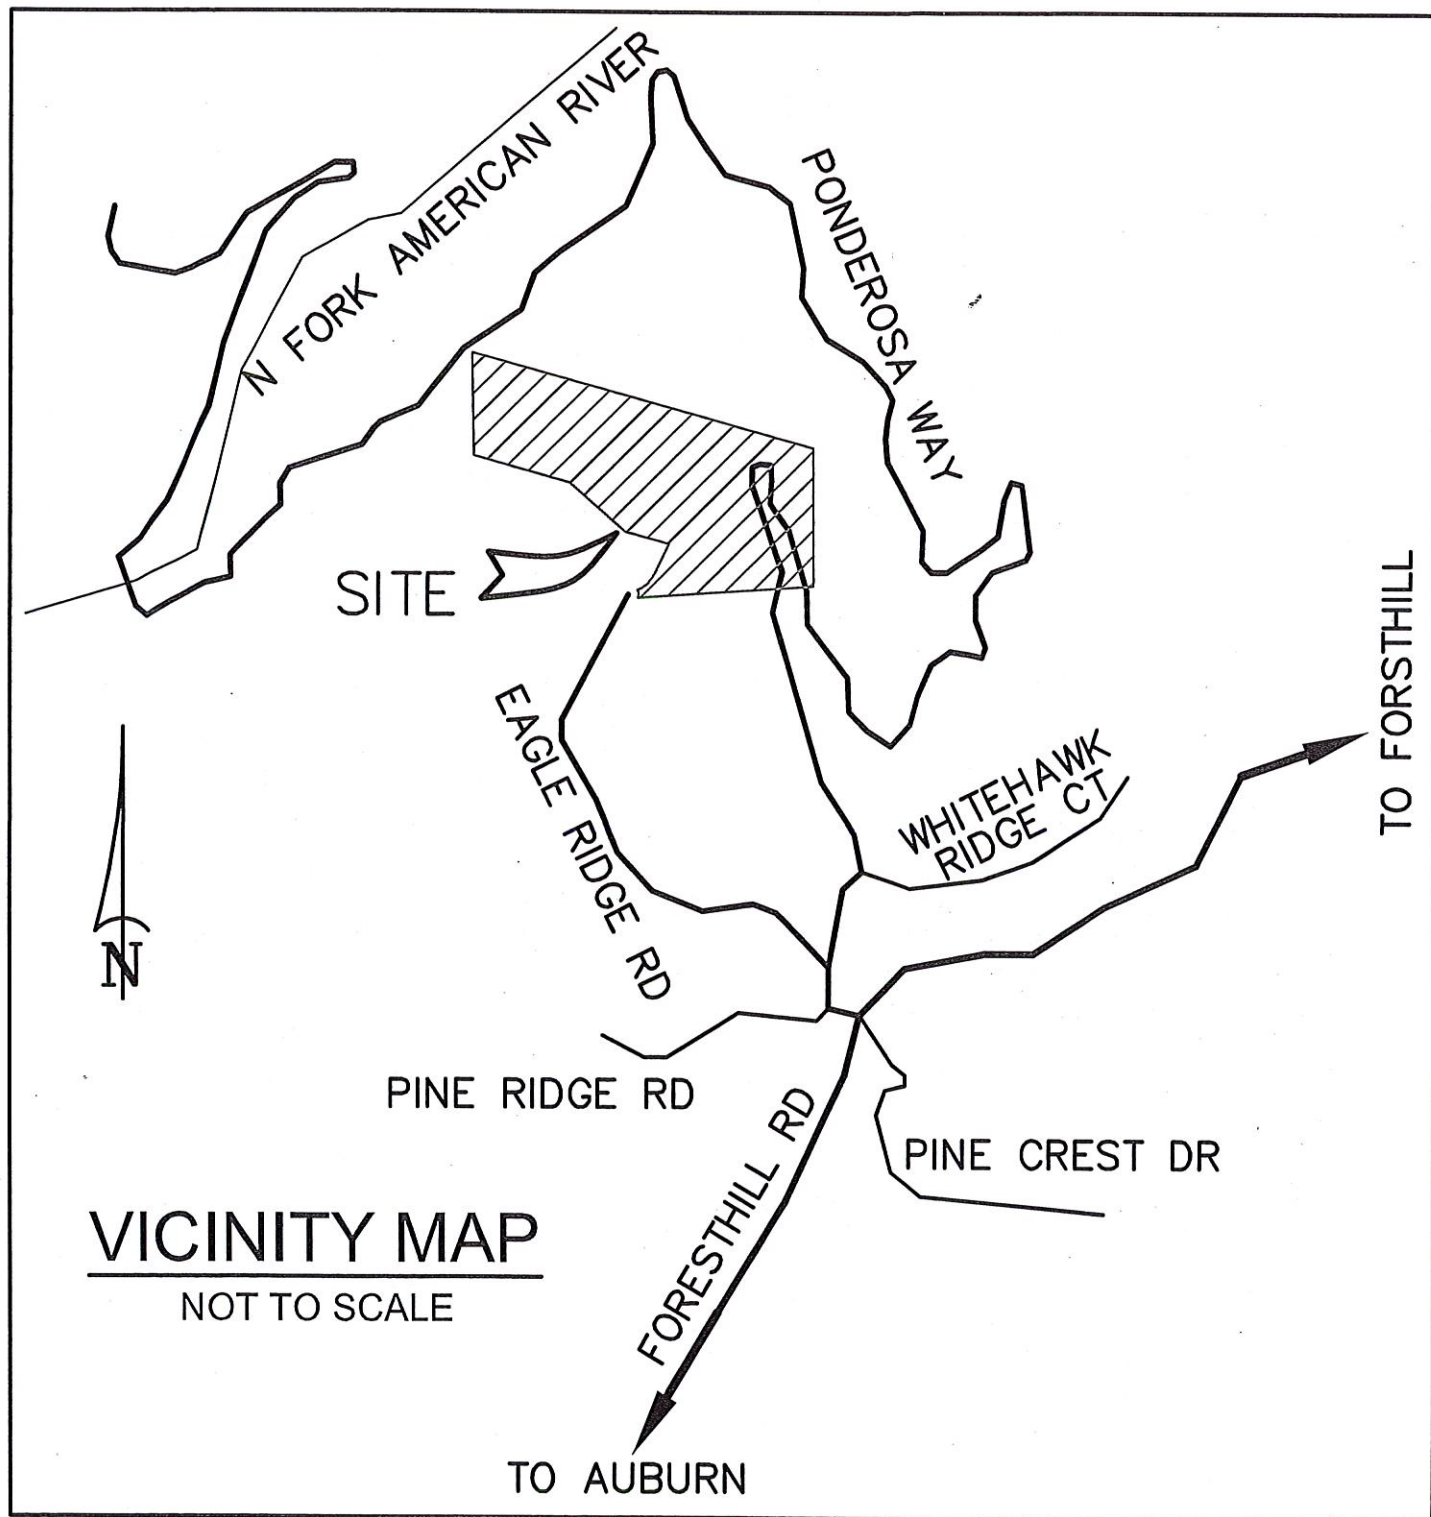 N FORK AMERICAN RIVER
PONDEROSA WAY
SITE
EAGLE RIDGE RD
WHITEHAWK
RIDGE CT
TO FORSTHILL
N
PINE RIDGE RD
PINE CREST DR
FORESTHILL RD
VICINITY MAP
NOT TO SCALE
TO AUBURN